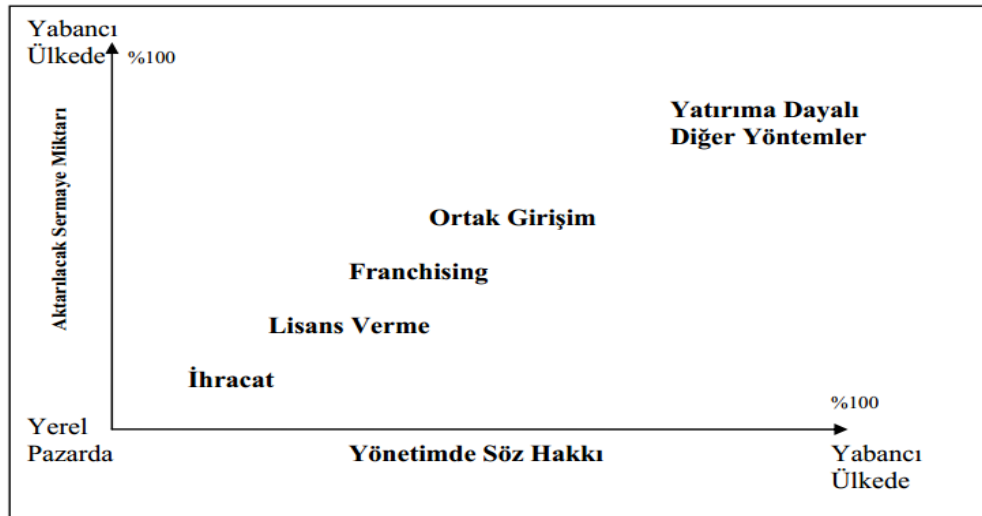 Yabancı
Ülkede
%100
Aktarılacak Sermaye Miktarı
Yatırıma Dayalı
Diğer Yöntemler
Ortak Girişim
Franchising
Lisans Verme
İhracat
%100
Yerel
Pazarda
Yönetimde Söz Hakkı
Yabancı
Ülkede